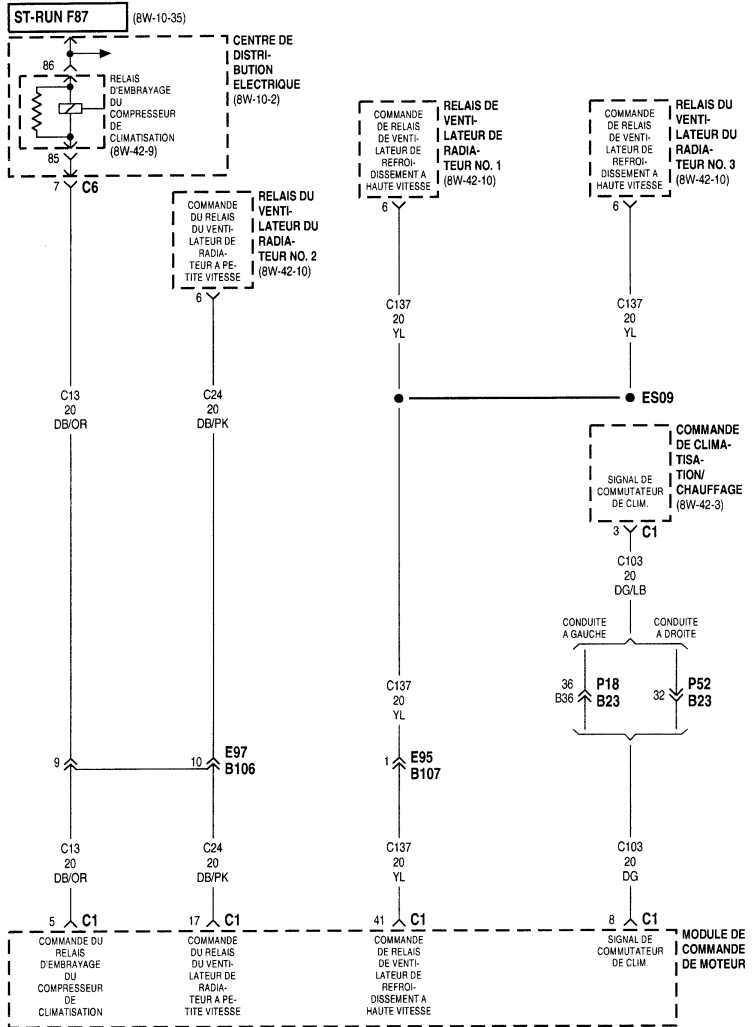 ST-RUN F87
(8W-10-35)
CENTRE DE
DISTRI-
BUTION
ELECTRIQUE
(8W-10-2)
86
RELAIS
D'EMBRAYAGE
DU
COMPRESSEUR
DE
CLIMATISATION
(8W-42-9)
85
7
C6
COMMANDE
DU RELAIS
DU VENTI-
LATEUR DE
RADIA-
TEUR A PE-
TITE VITESSE
RELAIS DU
VENTI-
LATEUR DU
RADIA-
TEUR NO. 2
(8W-42-10)
6
COMMANDE
DE RELAIS
DE VENTI-
LATEUR DE
REFROI-
DISSEMENT A
HAUTE VITESSE
RELAIS DE
VENTI-
LATEUR DE
RADIA-
TEUR NO. 1
(8W-42-10)
6
COMMANDE
DE RELAIS
DE VENTI-
LATEUR DE
REFROI-
DISSEMENT A
HAUTE VITESSE
RELAIS DU
VENTI-
LATEUR DU
RADIA-
TEUR NO. 3
(8W-42-10)
6
C137
20
YL
C137
20
YL
C13
20
DB/OR
C24
20
DB/PK
ES09
SIGNAL DE
COMMUTATEUR
DE CLIM.
COMMANDE
DE CLIMA-
TISA-
TION/
CHAUFFAGE
(8W-42-3)
3
C1
C103
20
DG/LB
CONDUITE
A GAUCHE
CONDUITE
A DROITE
36
B36
P18
B23
32
P52
B23
C137
20
YL
9
10
E97
B106
1
E95
B107
C13
20
DB/OR
C24
20
DB/PK
C137
20
YL
C103
20
DG
5
C1
17
C1
41
C1
8
C1
COMMANDE DU
RELAIS
D'EMBRAYAGE
DU
COMPRESSEUR
DE
CLIMATISATION
COMMANDE
DU RELAIS
DU VENTI-
LATEUR DE
RADIA-
TEUR A PE-
TITE VITESSE
COMMANDE
DE RELAIS
DE VENTI-
LATEUR DE
REFROI-
DISSEMENT A
HAUTE VITESSE
SIGNAL DE
COMMUTATEUR
DE CLIM.
MODULE DE
COMMANDE
DE MOTEUR